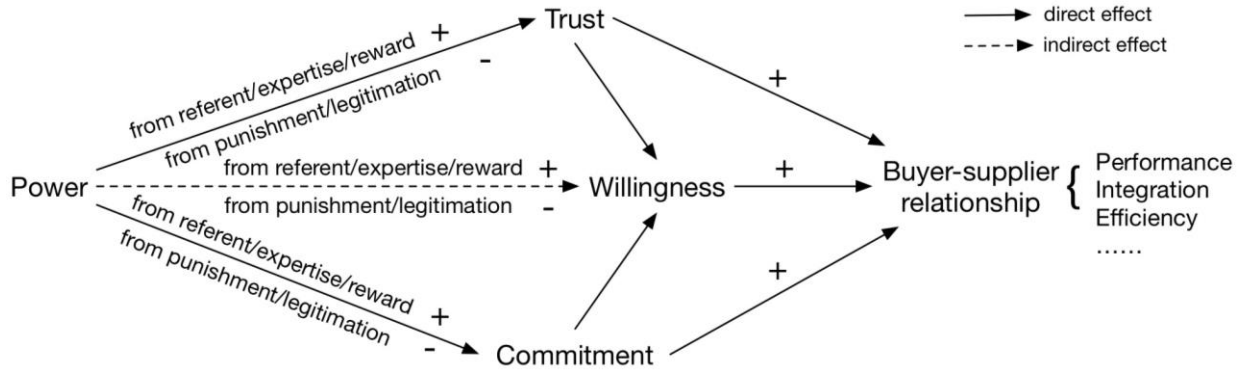 Trust
direct effect
indirect effect
from referent/expertise/reward +
from punishment/legitimation -
+
Power
from referent/expertise/reward +
from punishment/legitimation -
Willingness
+
Buyer-supplier
relationship
{
Performance
Integration
Efficiency
......
from referent/expertise/reward +
from punishment/legitimation -
+
Commitment